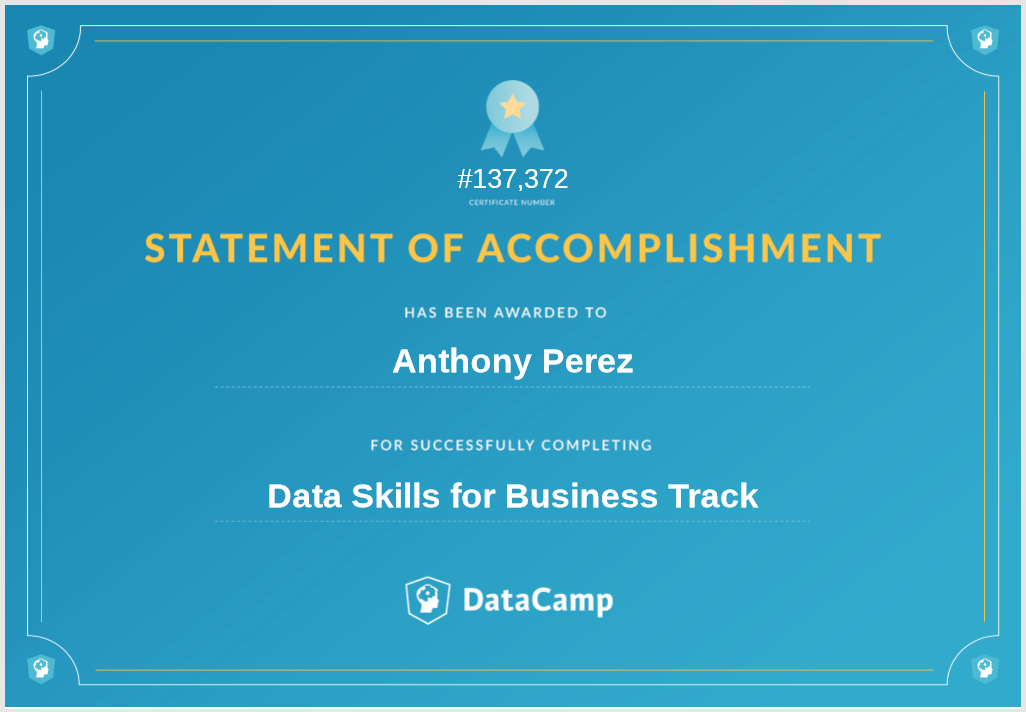 #137,372
CERTIFICATE NUMBER
STATEMENT OF ACCOMPLISHMENT
HAS BEEN AWARDED TO
Anthony Perez
FOR SUCCESSFULLY COMPLETING
Data Skills for Business Track
DataCamp